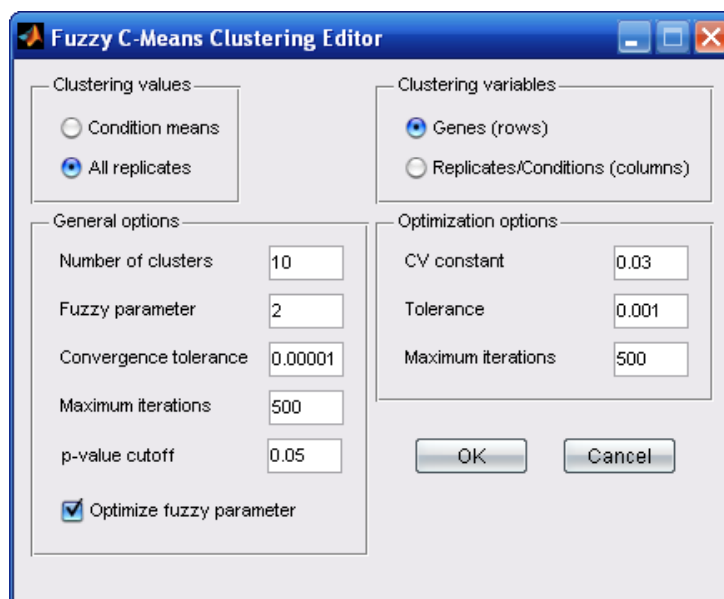 Fuzzy C-Means Clustering Editor
Clustering values
Condition means
All replicates
Clustering variables
Genes (rows)
Replicates/Conditions (columns)
General options
Number of clusters 10
Fuzzy parameter 2
Convergence tolerance 0.00001
Maximum iterations 500
p-value cutoff 0.05
Optimize fuzzy parameter
Optimization options
CV constant 0.03
Tolerance 0.001
Maximum iterations 500
OK Cancel